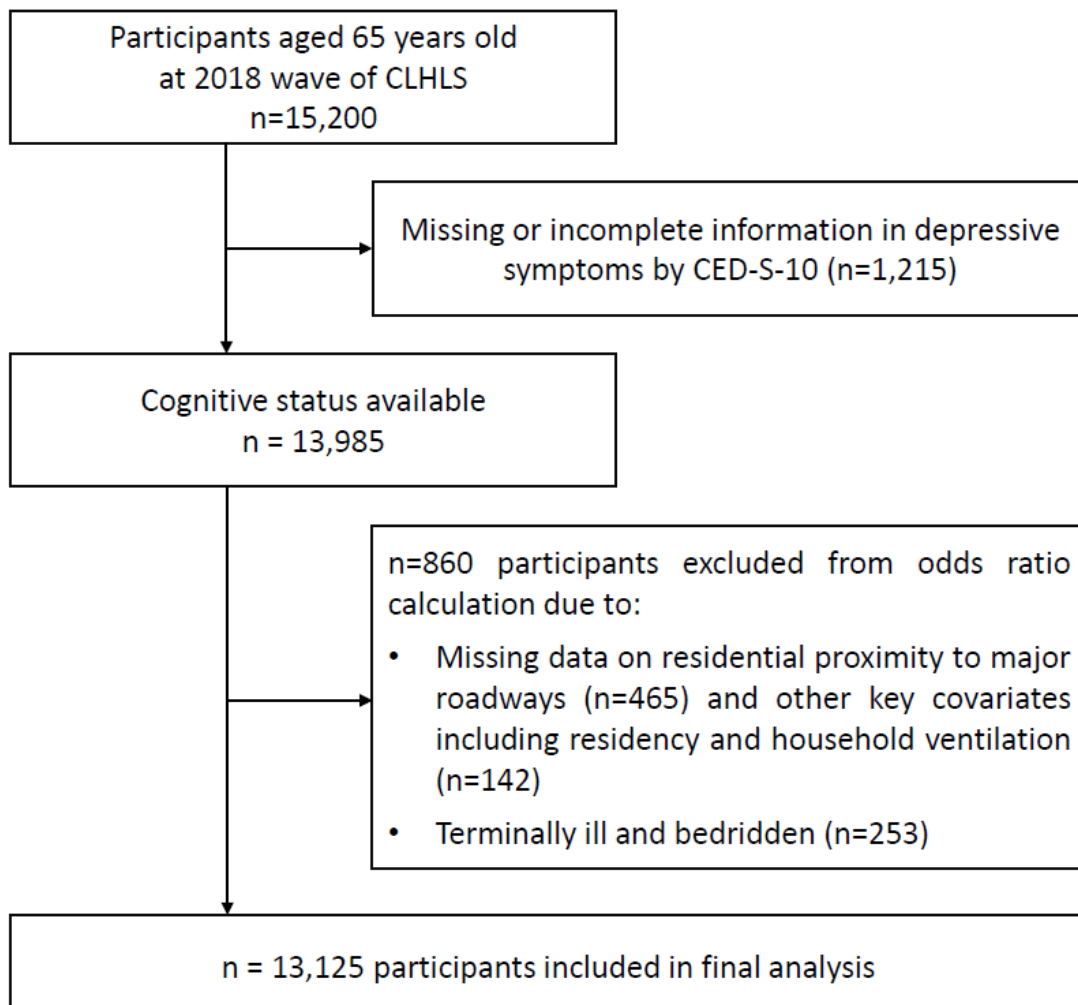 Participants aged 65 years old
at 2018 wave of CLHLS
n=15,200
Missing or incomplete information in depressive
symptoms by CED-S-10 (n=1,215)
Cognitive status available
n = 13,985
n=860 participants excluded from odds ratio
calculation due to:
• Missing data on residential proximity to major
roadways (n=465) and other key covariates
including residency and household ventilation
(n=142)
• Terminally ill and bedridden (n=253)
n = 13,125 participants included in final analysis